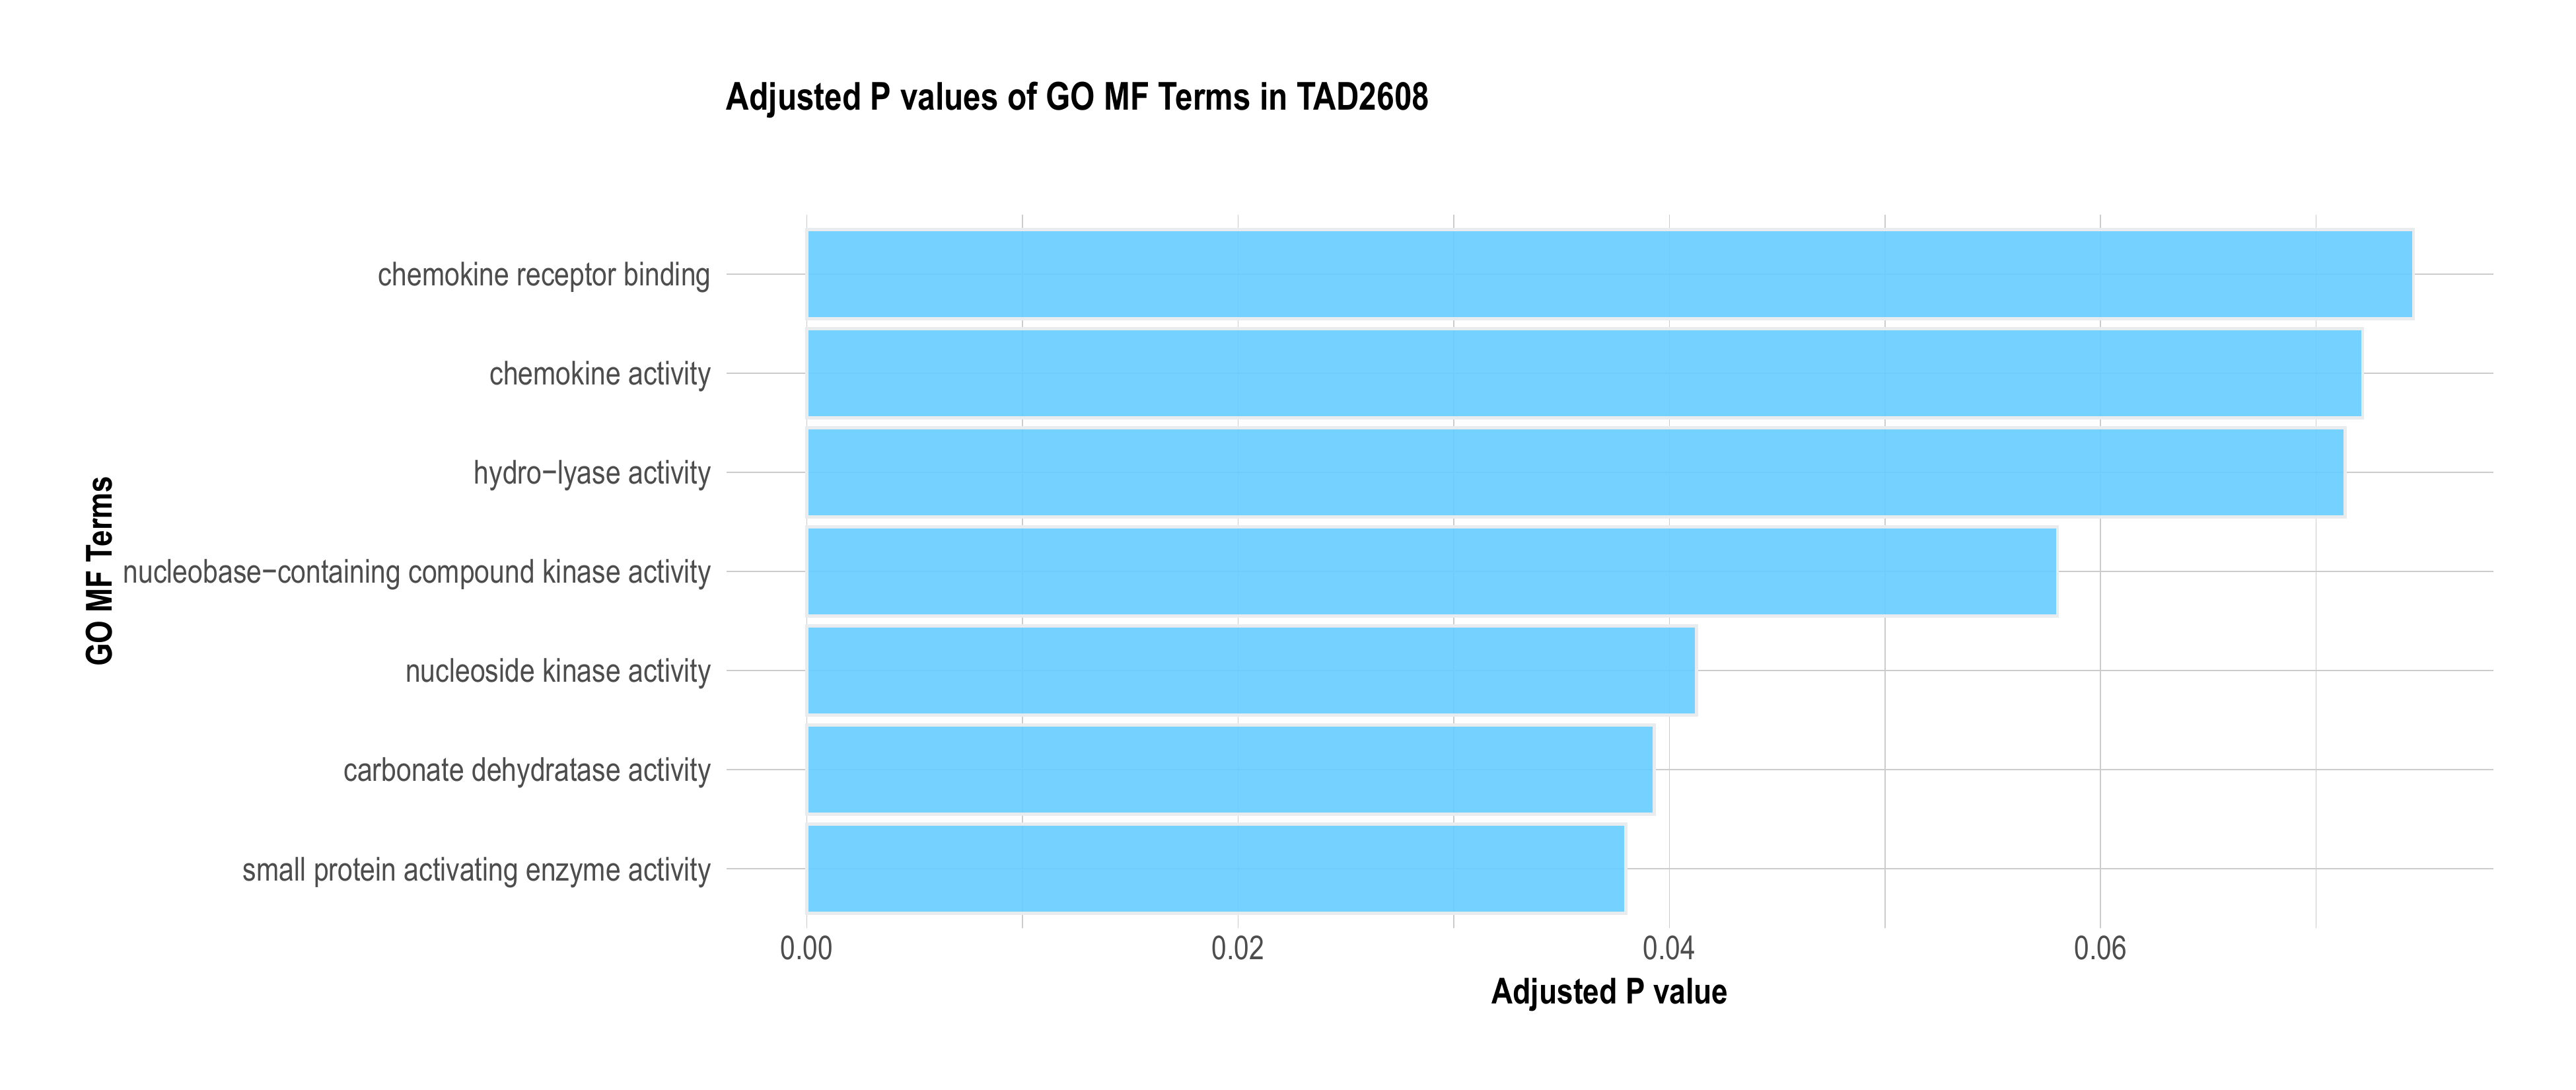 Adjusted P values of GO MF Terms in TAD2608
GO MF Terms
chemokine receptor binding
chemokine activity
hydro−lyase activity
nucleobase−containing compound kinase activity
nucleoside kinase activity
carbonate dehydratase activity
small protein activating enzyme activity
0.00 0.02 0.04 0.06
Adjusted P value